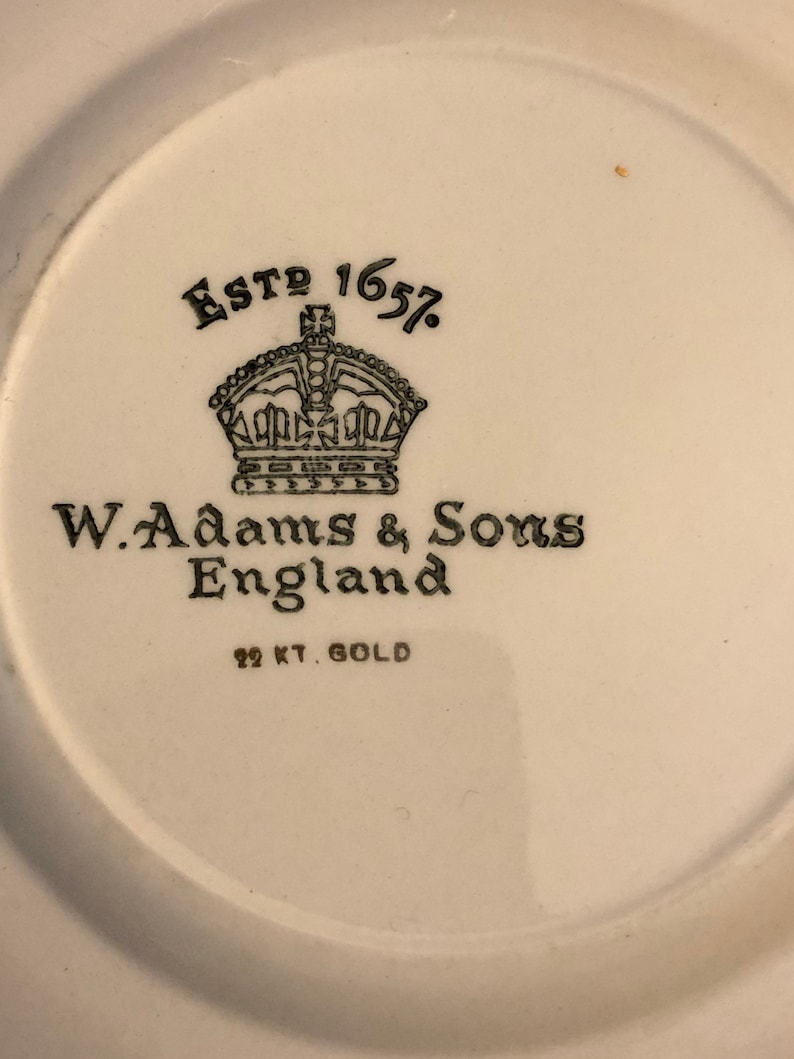 ESTD 1657.
W. Adams & Sons
England
22 KT. GOLD